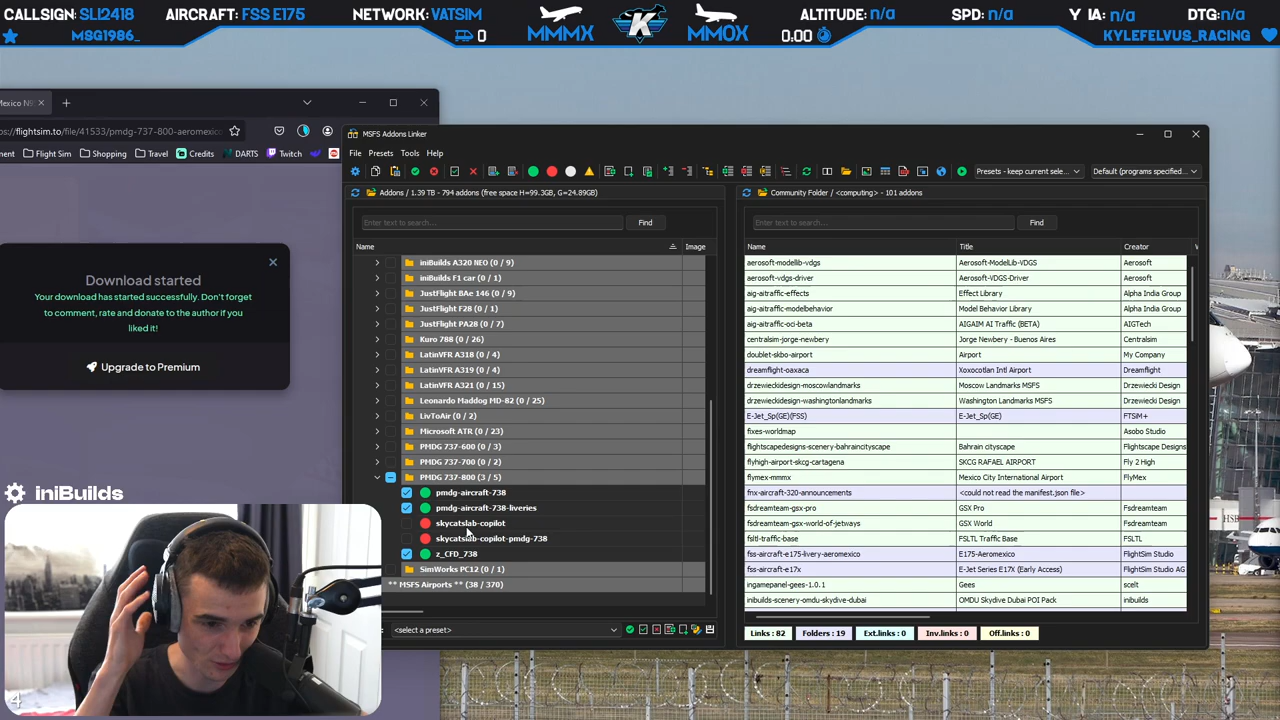 CALLSIGN: SLI2418 AIRCRAFT: FSS E175 NETWORK: VATSIM ALTITUDE: n/a SPD: n/a Y IA: n/a DTG: n/a
MSG1986_ 0 MMMX MMOX 0:00 KYLEFELVUS_RACING
Mexico N9
ps://flightsim.to/file/41533/pmdg-737-800-aeromexico
ment Flight Sim Shopping Travel Credits DARTS Twitch
Download started
Your download has started successfully. Don't forget
to comment, rate and donate to the author if you
liked it!
Upgrade to Premium
MSFS Addons Linker
File Presets Tools Help
Presets - keep current sele... Default (programs specified...
Addons / 1.39 TB - 794 addons (free space H=99.3GB, G=24.89GB)
Enter text to search... Find
Name Image
iniBuilds A320 NEO (0 / 9)
iniBuilds F1 car (0 / 1)
JustFlight BAe 146 (0 / 9)
JustFlight F28 (0 / 1)
JustFlight PA28 (0 / 7)
Kuro 788 (0 / 26)
LatinVFR A318 (0 / 4)
LatinVFR A319 (0 / 4)
LatinVFR A321 (0 / 15)
Leonardo Maddog MD-82 (0 / 25)
LivToAir (0 / 2)
Microsoft ATR (0 / 23)
PMDG 737-600 (0 / 3)
PMDG 737-700 (0 / 2)
PMDG 737-800 (3 / 5)
pmdg-aircraft-738
pmdg-aircraft-738-liveries
skycatslab-copilot
skycatslab-copilot-pmdg-738
z_CFD_738
SimWorks PC12 (0 / 1)
** MSFS Airports ** (38 / 370)
<select a preset>
Community Folder / <computing> - 101 addons
Enter text to search... Find
Name Title Creator
aerosoft-modellib-vdgs Aerosoft-ModelLib-VDGS Aerosoft
aerosoft-vdgs-driver Aerosoft-VDGS-Driver Aerosoft
aig-aitraffic-effects Effect Library Alpha India Group
aig-aitraffic-modelbehavior Model Behavior Library Alpha India Group
aig-aitraffic-oci-beta AIGAIM AI Traffic (BETA) AIGTech
centralsim-jorge-newbery Jorge Newbery - Buenos Aires Centralsim
doublet-skbo-airport Airport My Company
dreamflight-oaxaca Xoxocotlan Intl Airport Dreamflight
drzewieckidesign-moscowlandmarks Moscow Landmarks MSFS Drzewiecki Design
drzewieckidesign-washingtonlandmarks Washington Landmarks MSFS Drzewiecki Design
E-Jet_Sp(GE)(FSS) E-Jet_Sp(GE) FTSiM+
fixes-worldmap Asobo Studio
flightscapedesigns-scenery-bahraincityscape Bahrain cityscape Flightscape Designs
flyhigh-airport-skcg-cartagena SKCG RAFAEL AIRPORT Fly 2 High
flymex-mmmx Mexico City International Airport FlyMex
fnx-aircraft-320-announcements <could not read the manifest.json file>
fsdreamteam-gsx-pro GSX Pro Fsdreamteam
fsdreamteam-gsx-world-of-jetways GSX World Fsdreamteam
fsltl-traffic-base FSLTL Traffic Base FSLTL
fss-aircraft-e175-livery-aeromexico E175-Aeromexico FlightSim Studio
fss-aircraft-e17x E-Jet Series E17X (Early Access) FlightSim Studio AG
ingamepanel-gees-1.0.1 Gees scelt
inibuilds-scenery-omdu-skydive-dubai OMDU Skydive Dubai POI Pack inibuilds
Links : 82 Folders : 19 Ext.links : 0 Inv.links : 0 Off.links : 0
iniBuilds
4